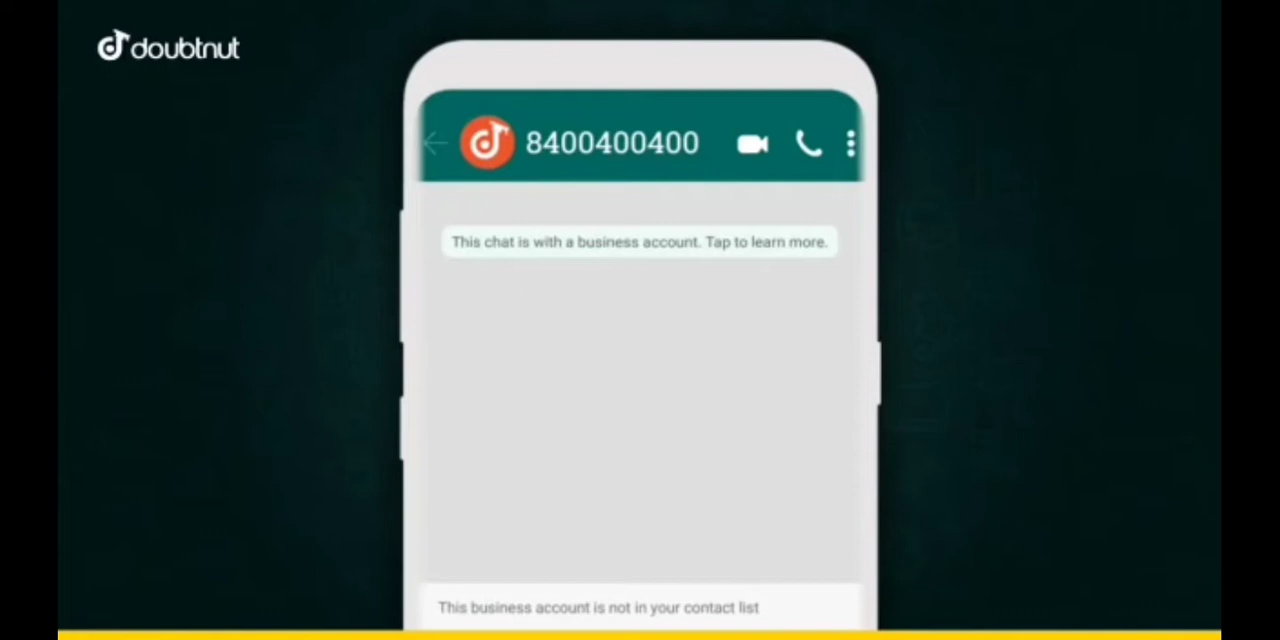 doubtnut
8400400400
This chat is with a business account. Tap to learn more.
This business account is not in your contact list